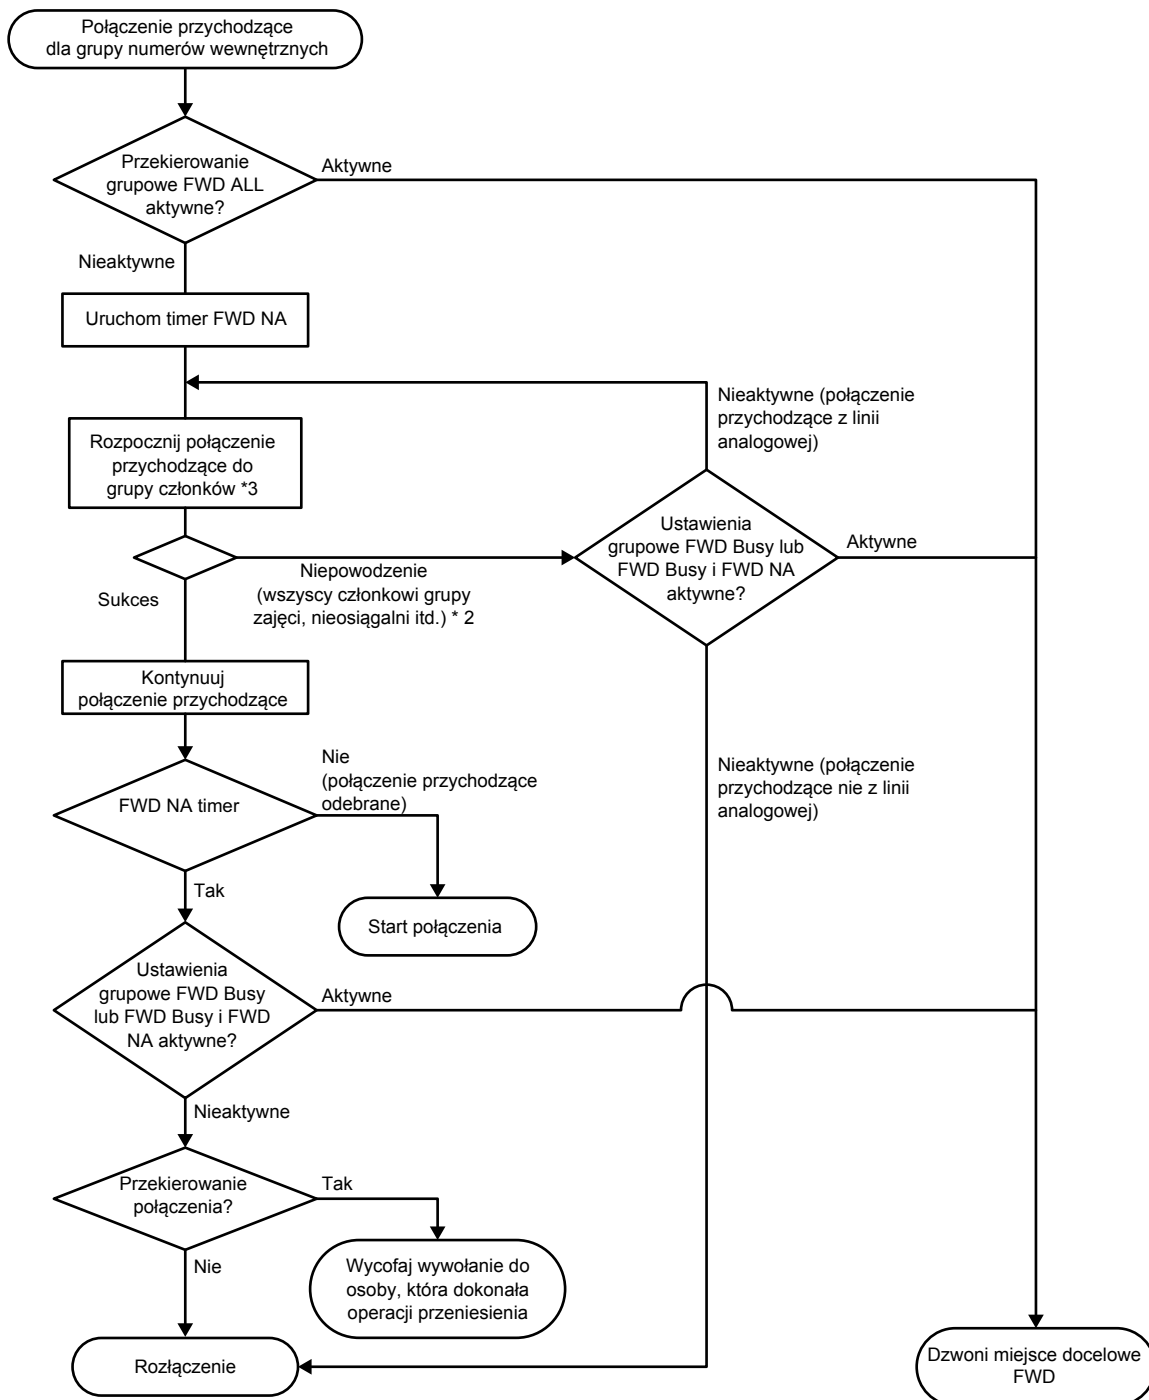 Połączenie przychodzące
dla grupy numerów wewnętrznych
Przekierowanie
grupowe FWD ALL
aktywne?
Aktywne
Nieaktywne
Uruchom timer FWD NA
Nieaktywne (połączenie
przychodzące z linii
analogowej)
Rozpocznij połączenie
przychodzące do
grupy członków *3
Ustawienia
grupowe FWD Busy lub
FWD Busy i FWD NA
aktywne?
Aktywne
Niepowodzenie
(wszyscy członkowi grupy
zajęci, nieosiągalni itd.) * 2
Sukces
Kontynuuj
połączenie przychodzące
Nie
(połączenie przychodzące
odebrane)
Nieaktywne (połączenie
przychodzące nie z linii
analogowej)
FWD NA timer
Tak
Start połączenia
Ustawienia
grupowe FWD Busy
lub FWD Busy i FWD
NA aktywne?
Aktywne
Nieaktywne
Przekierowanie
połączenia?
Tak
Nie
Wycofaj wywołanie do
osoby, która dokonała
operacji przeniesienia
Rozłączenie
Dzwoni miejsce docelowe
FWD